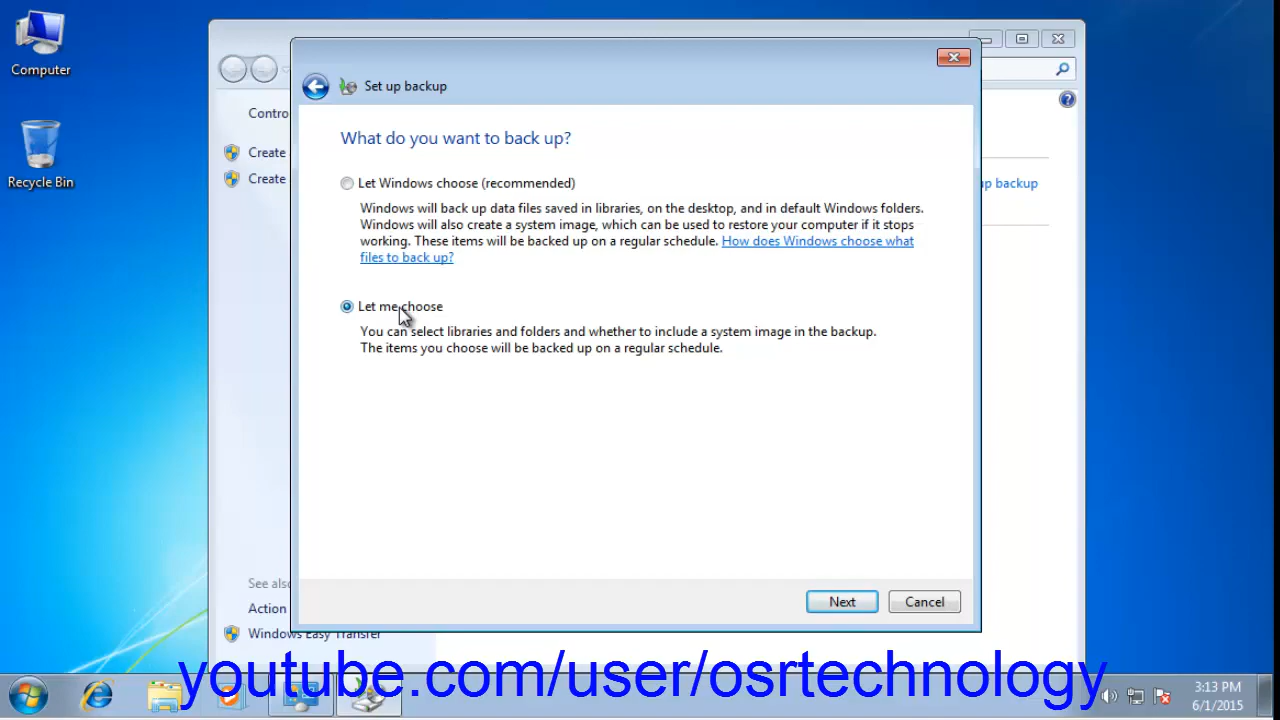 Computer
Recycle Bin
Set up backup
Contro
Create
Create
p backup
What do you want to back up?
Let Windows choose (recommended)
Windows will back up data files saved in libraries, on the desktop, and in default Windows folders.
Windows will also create a system image, which can be used to restore your computer if it stops
working. These items will be backed up on a regular schedule. How does Windows choose what
files to back up?
Let me choose
You can select libraries and folders and whether to include a system image in the backup.
The items you choose will be backed up on a regular schedule.
Next
Cancel
See also
Action
Windows Easy Transfer
youtube.com/user/osrtechnology
3:13 PM
6/1/2015